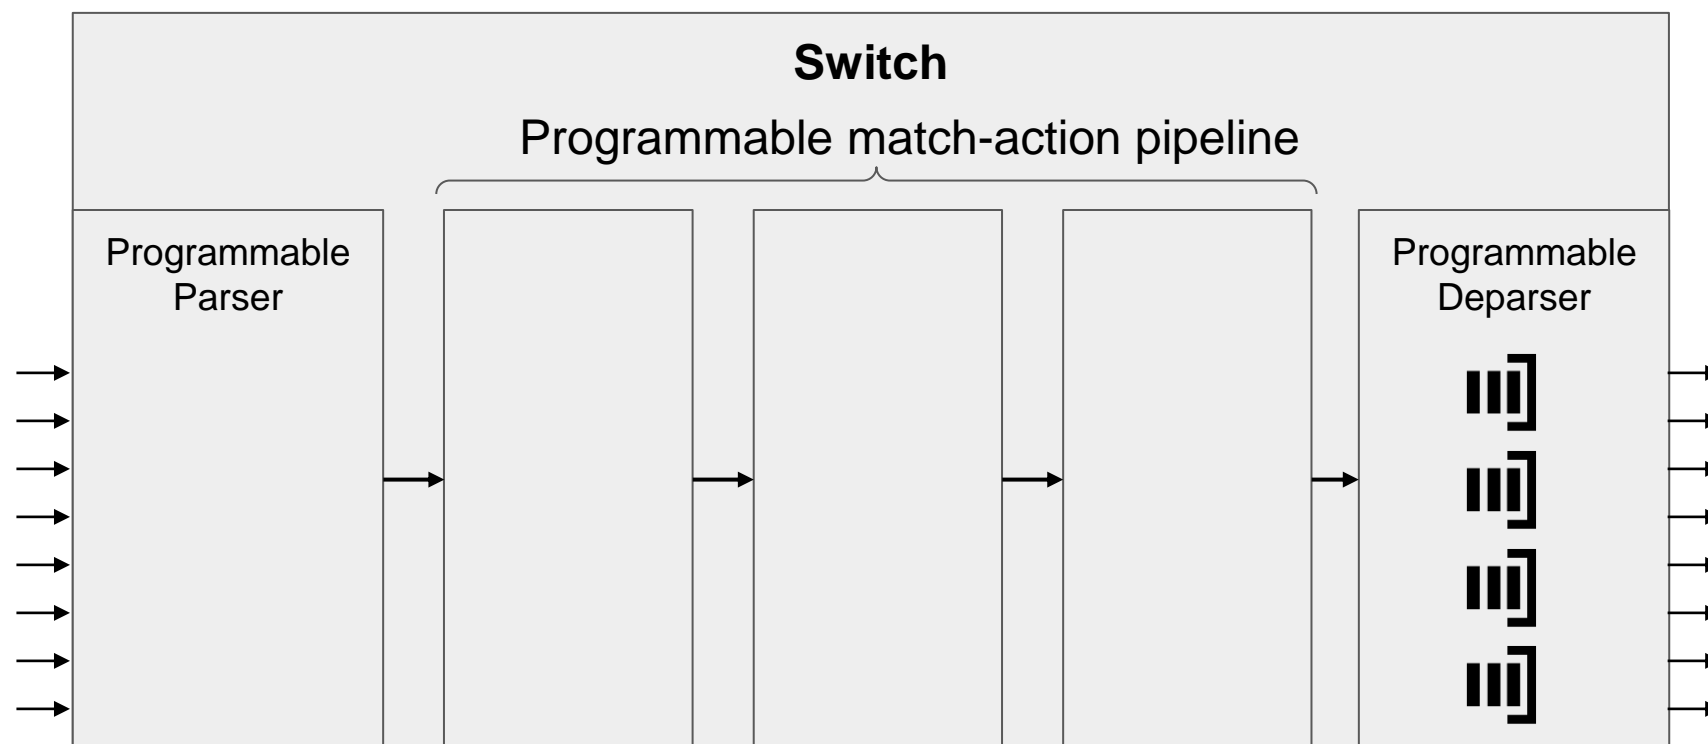 Switch
Programmable match-action pipeline
Programmable
Parser
Programmable
Deparser